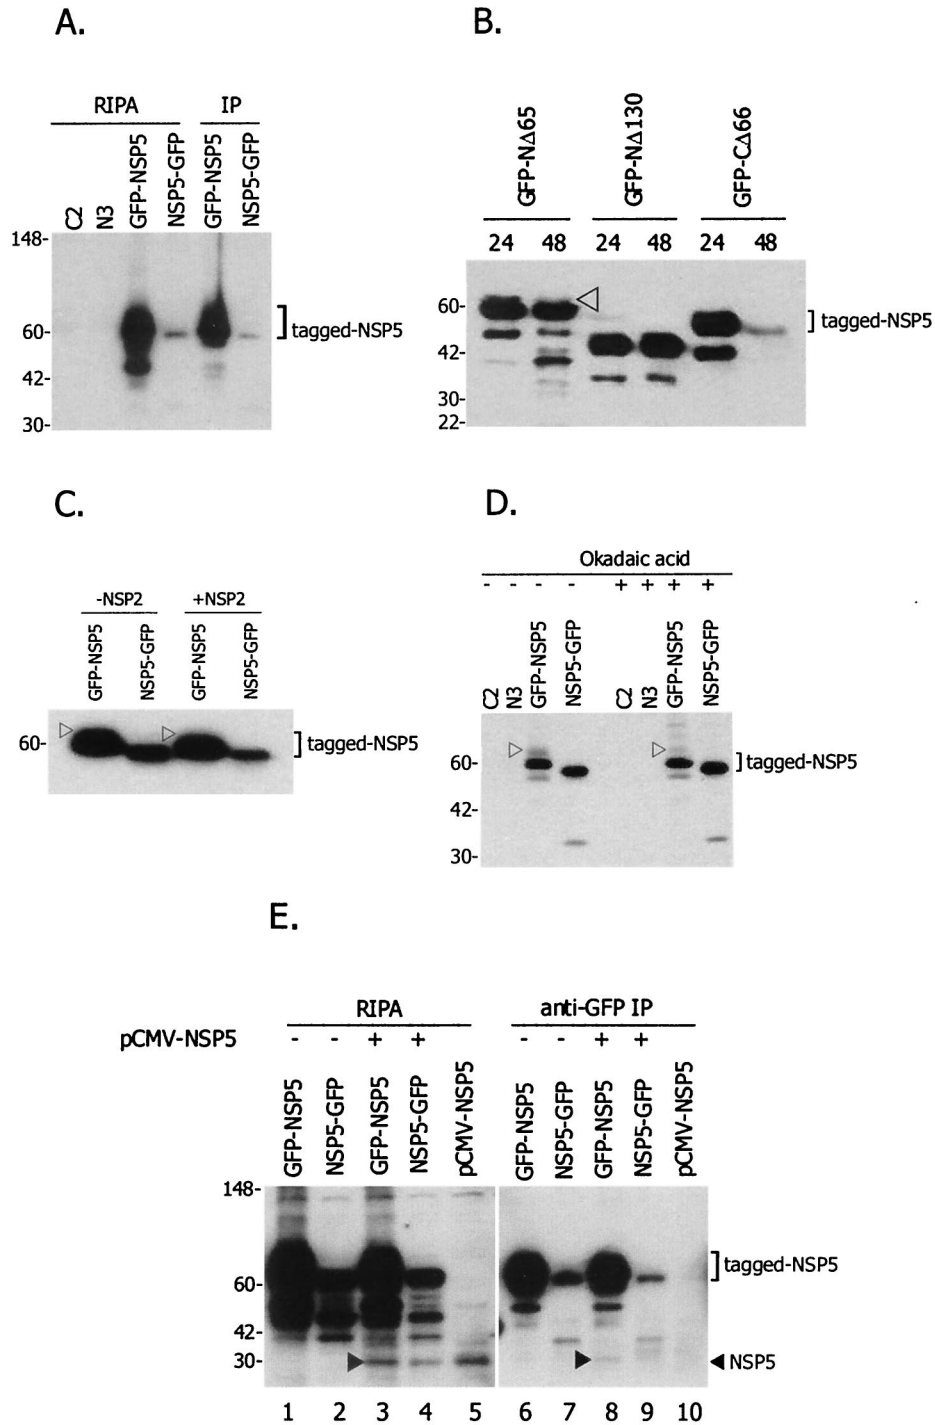 A.
RIPA IP
C2 N3 GFP-NSP5 NSP5-GFP GFP-NSP5 NSP5-GFP
148-
60-
42-
30-
tagged-NSP5
B.
GFP-NΔ65 GFP-NΔ130 GFP-CΔ66
24 48 24 48 24 48
60-
42-
30-
22-
tagged-NSP5
C.
-NSP2 +NSP2
GFP-NSP5 NSP5-GFP GFP-NSP5 NSP5-GFP
60-
tagged-NSP5
D.
Okadaic acid
- - - - + + + +
C2 N3 GFP-NSP5 NSP5-GFP C2 N3 GFP-NSP5 NSP5-GFP
60-
42-
30-
tagged-NSP5
E.
RIPA anti-GFP IP
pCMV-NSP5 - - + + - - + +
GFP-NSP5 NSP5-GFP GFP-NSP5 NSP5-GFP pCMV-NSP5 GFP-NSP5 NSP5-GFP GFP-NSP5 NSP5-GFP pCMV-NSP5
148-
60-
42-
30-
tagged-NSP5
NSP5
1 2 3 4 5 6 7 8 9 10